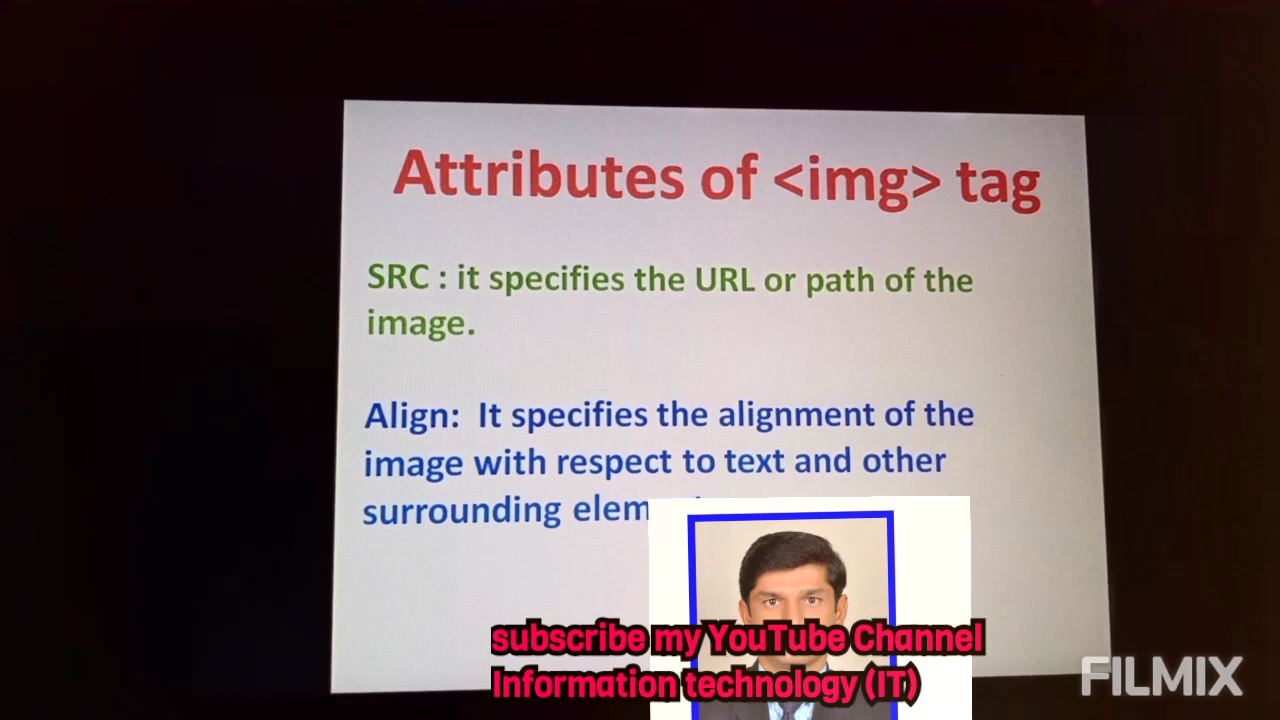 Attributes of <img> tag
SRC : it specifies the URL or path of the
image.
Align: It specifies the alignment of the
image with respect to text and other
surrounding elem
subscribe my YouTube Channel
Information technology (IT)
FILMIX